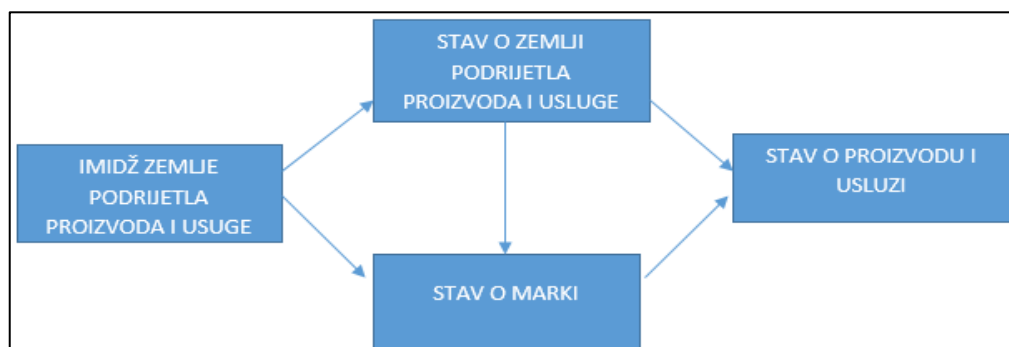 IMIDŽ ZEMLJE
PODRIJETLA
PROIZVODA I USUGE
STAV O ZEMLJI
PODRIJETLA
PROIZVODA I USLUGE
STAV O MARKI
STAV O PROIZVODU I
USLUZI